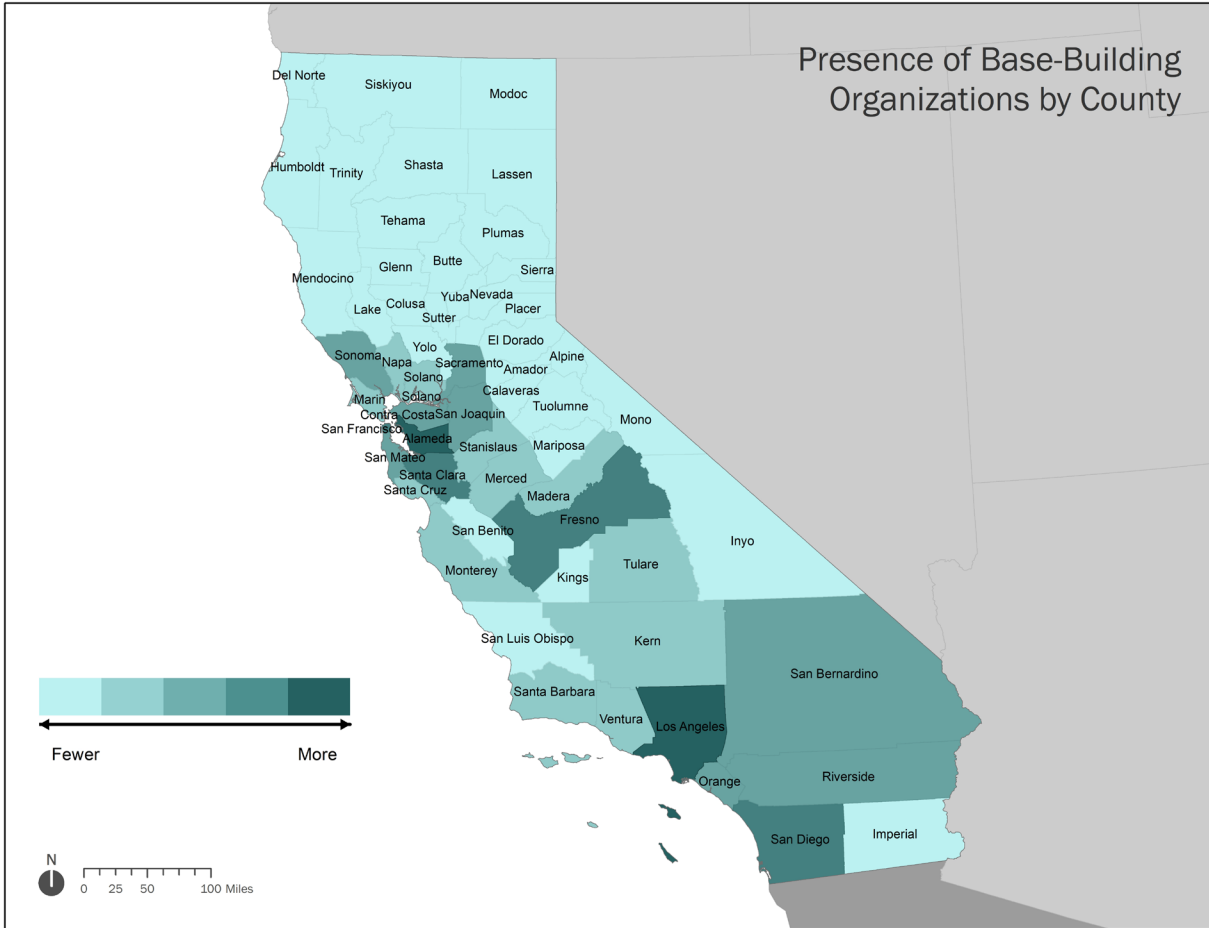 Presence of Base-Building
Organizations by County
Del Norte
Siskiyou
Modoc
Humboldt
Trinity
Shasta
Lassen
Tehama
Plumas
Mendocino
Glenn
Butte
Sierra
Lake
Colusa
Yuba
Nevada
Sutter
Placer
Yolo
El Dorado
Sonoma
Napa
Sacramento
Alpine
Solano
Amador
Marin
Solano
Calaveras
Tuolumne
Contra Costa
San Joaquin
Mono
San Francisco
Alameda
Stanislaus
Mariposa
San Mateo
Santa Clara
Merced
Santa Cruz
Madera
San Benito
Fresno
Inyo
Monterey
Kings
Tulare
San Luis Obispo
Kern
San Bernardino
Santa Barbara
Ventura
Los Angeles
Orange
Riverside
San Diego
Imperial
Fewer
More
N
0 25 50 100 Miles